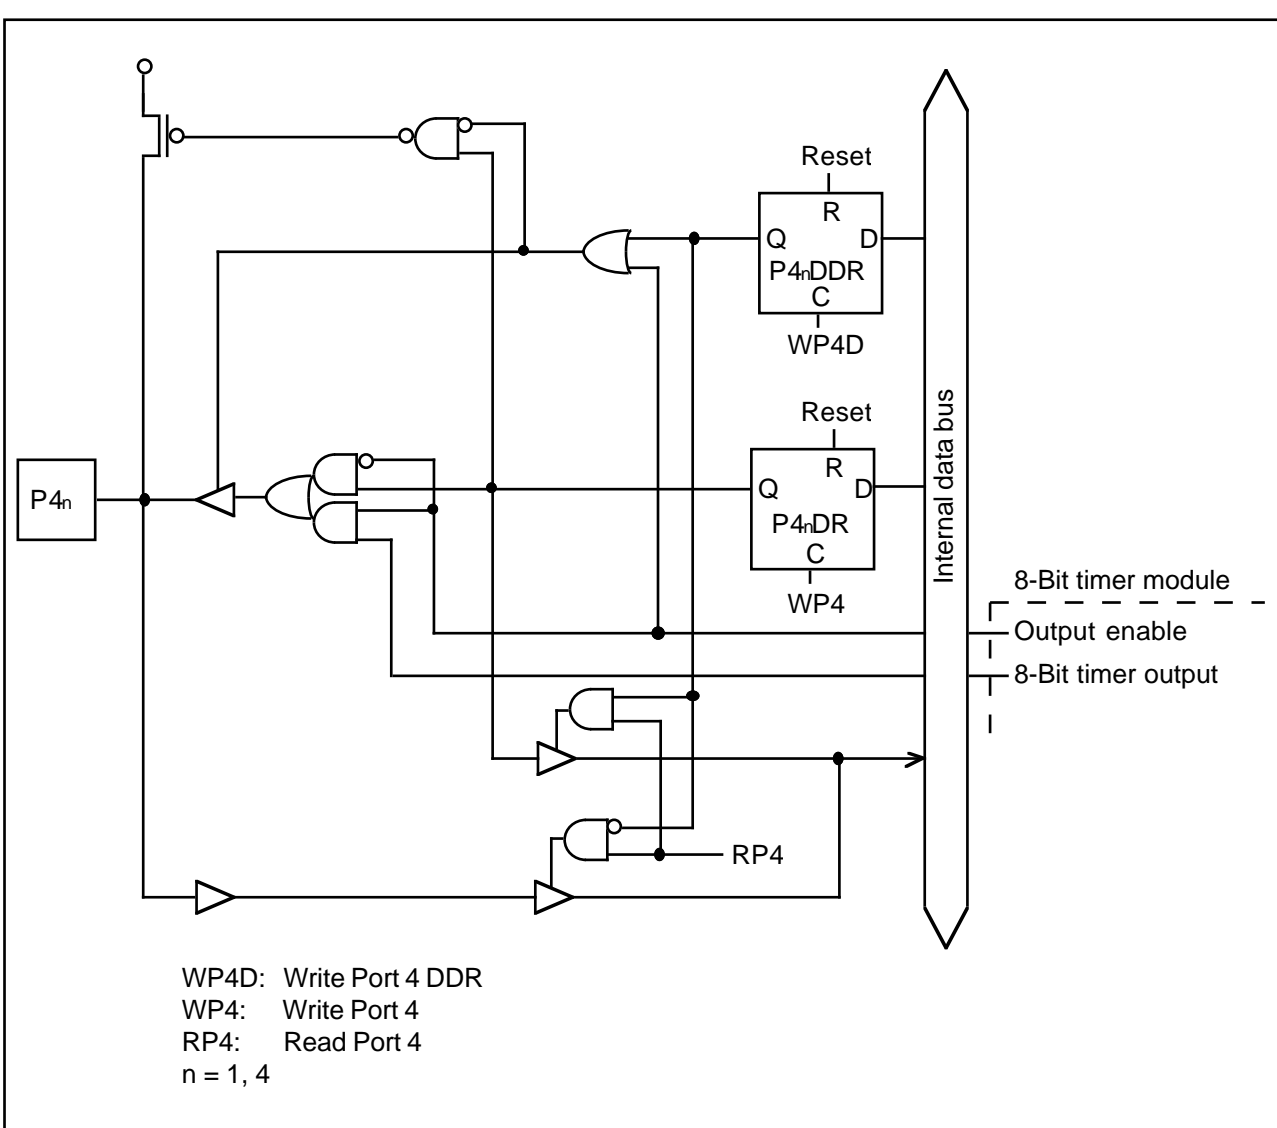 Reset
R
Q D
P4nDDR
C
WP4D
Reset
R
Q D
P4nDR
C
WP4
P4n
Internal data bus
8-Bit timer module
Output enable
8-Bit timer output
RP4
WP4D: Write Port 4 DDR
WP4: Write Port 4
RP4: Read Port 4
n = 1, 4